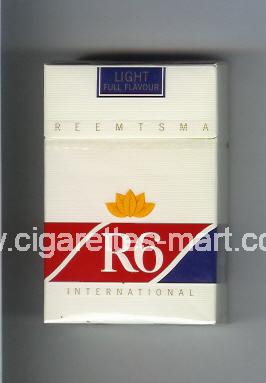 LIGHT
FULL FLAVOUR
REEMTSMA
www.cigarettes-mart.com
R6
INTERNATIONAL